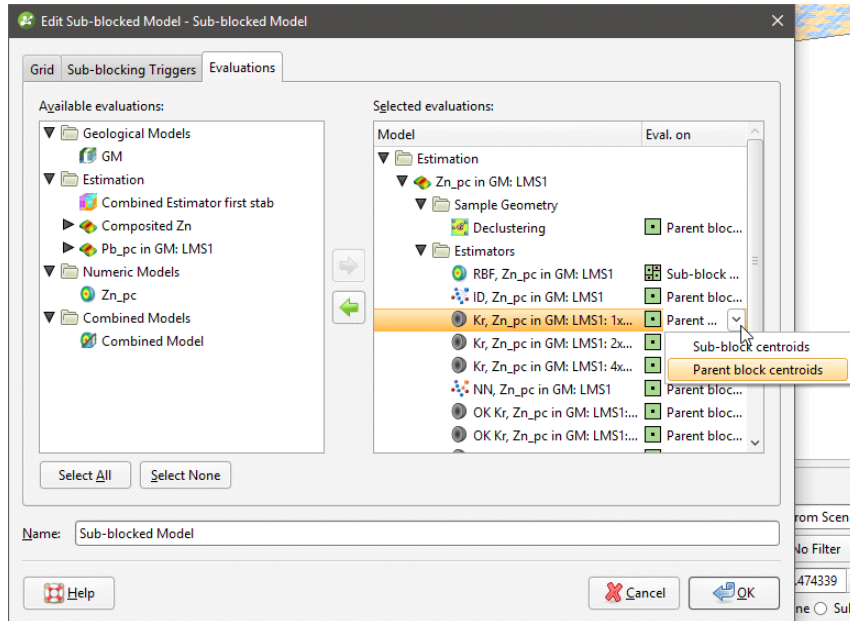 Edit Sub-blocked Model - Sub-blocked Model
Grid Sub-blocking Triggers Evaluations
Available evaluations:
Geological Models
GM
Estimation
Combined Estimator first stab
Composited Zn
Pb_pc in GM: LMS1
Numeric Models
Zn_pc
Combined Models
Combined Model
Selected evaluations:
Model Eval. on
Estimation
Zn_pc in GM: LMS1
Sample Geometry
Declustering Parent bloc...
Estimators
RBF, Zn_pc in GM: LMS1 Sub-block ...
ID, Zn_pc in GM: LMS1 Parent bloc...
Kr, Zn_pc in GM: LMS1: 1x... Parent ...
Kr, Zn_pc in GM: LMS1: 2x...
Sub-block centroids
Kr, Zn_pc in GM: LMS1: 4x...
Parent block centroids
NN, Zn_pc in GM: LMS1 Parent bloc...
OK Kr, Zn_pc in GM: LMS1:... Parent bloc...
OK Kr, Zn_pc in GM: LMS1:... Parent bloc...
Select All Select None
Name: Sub-blocked Model
Help Cancel OK
rom Scen
No Filter
.474339
ne Sul